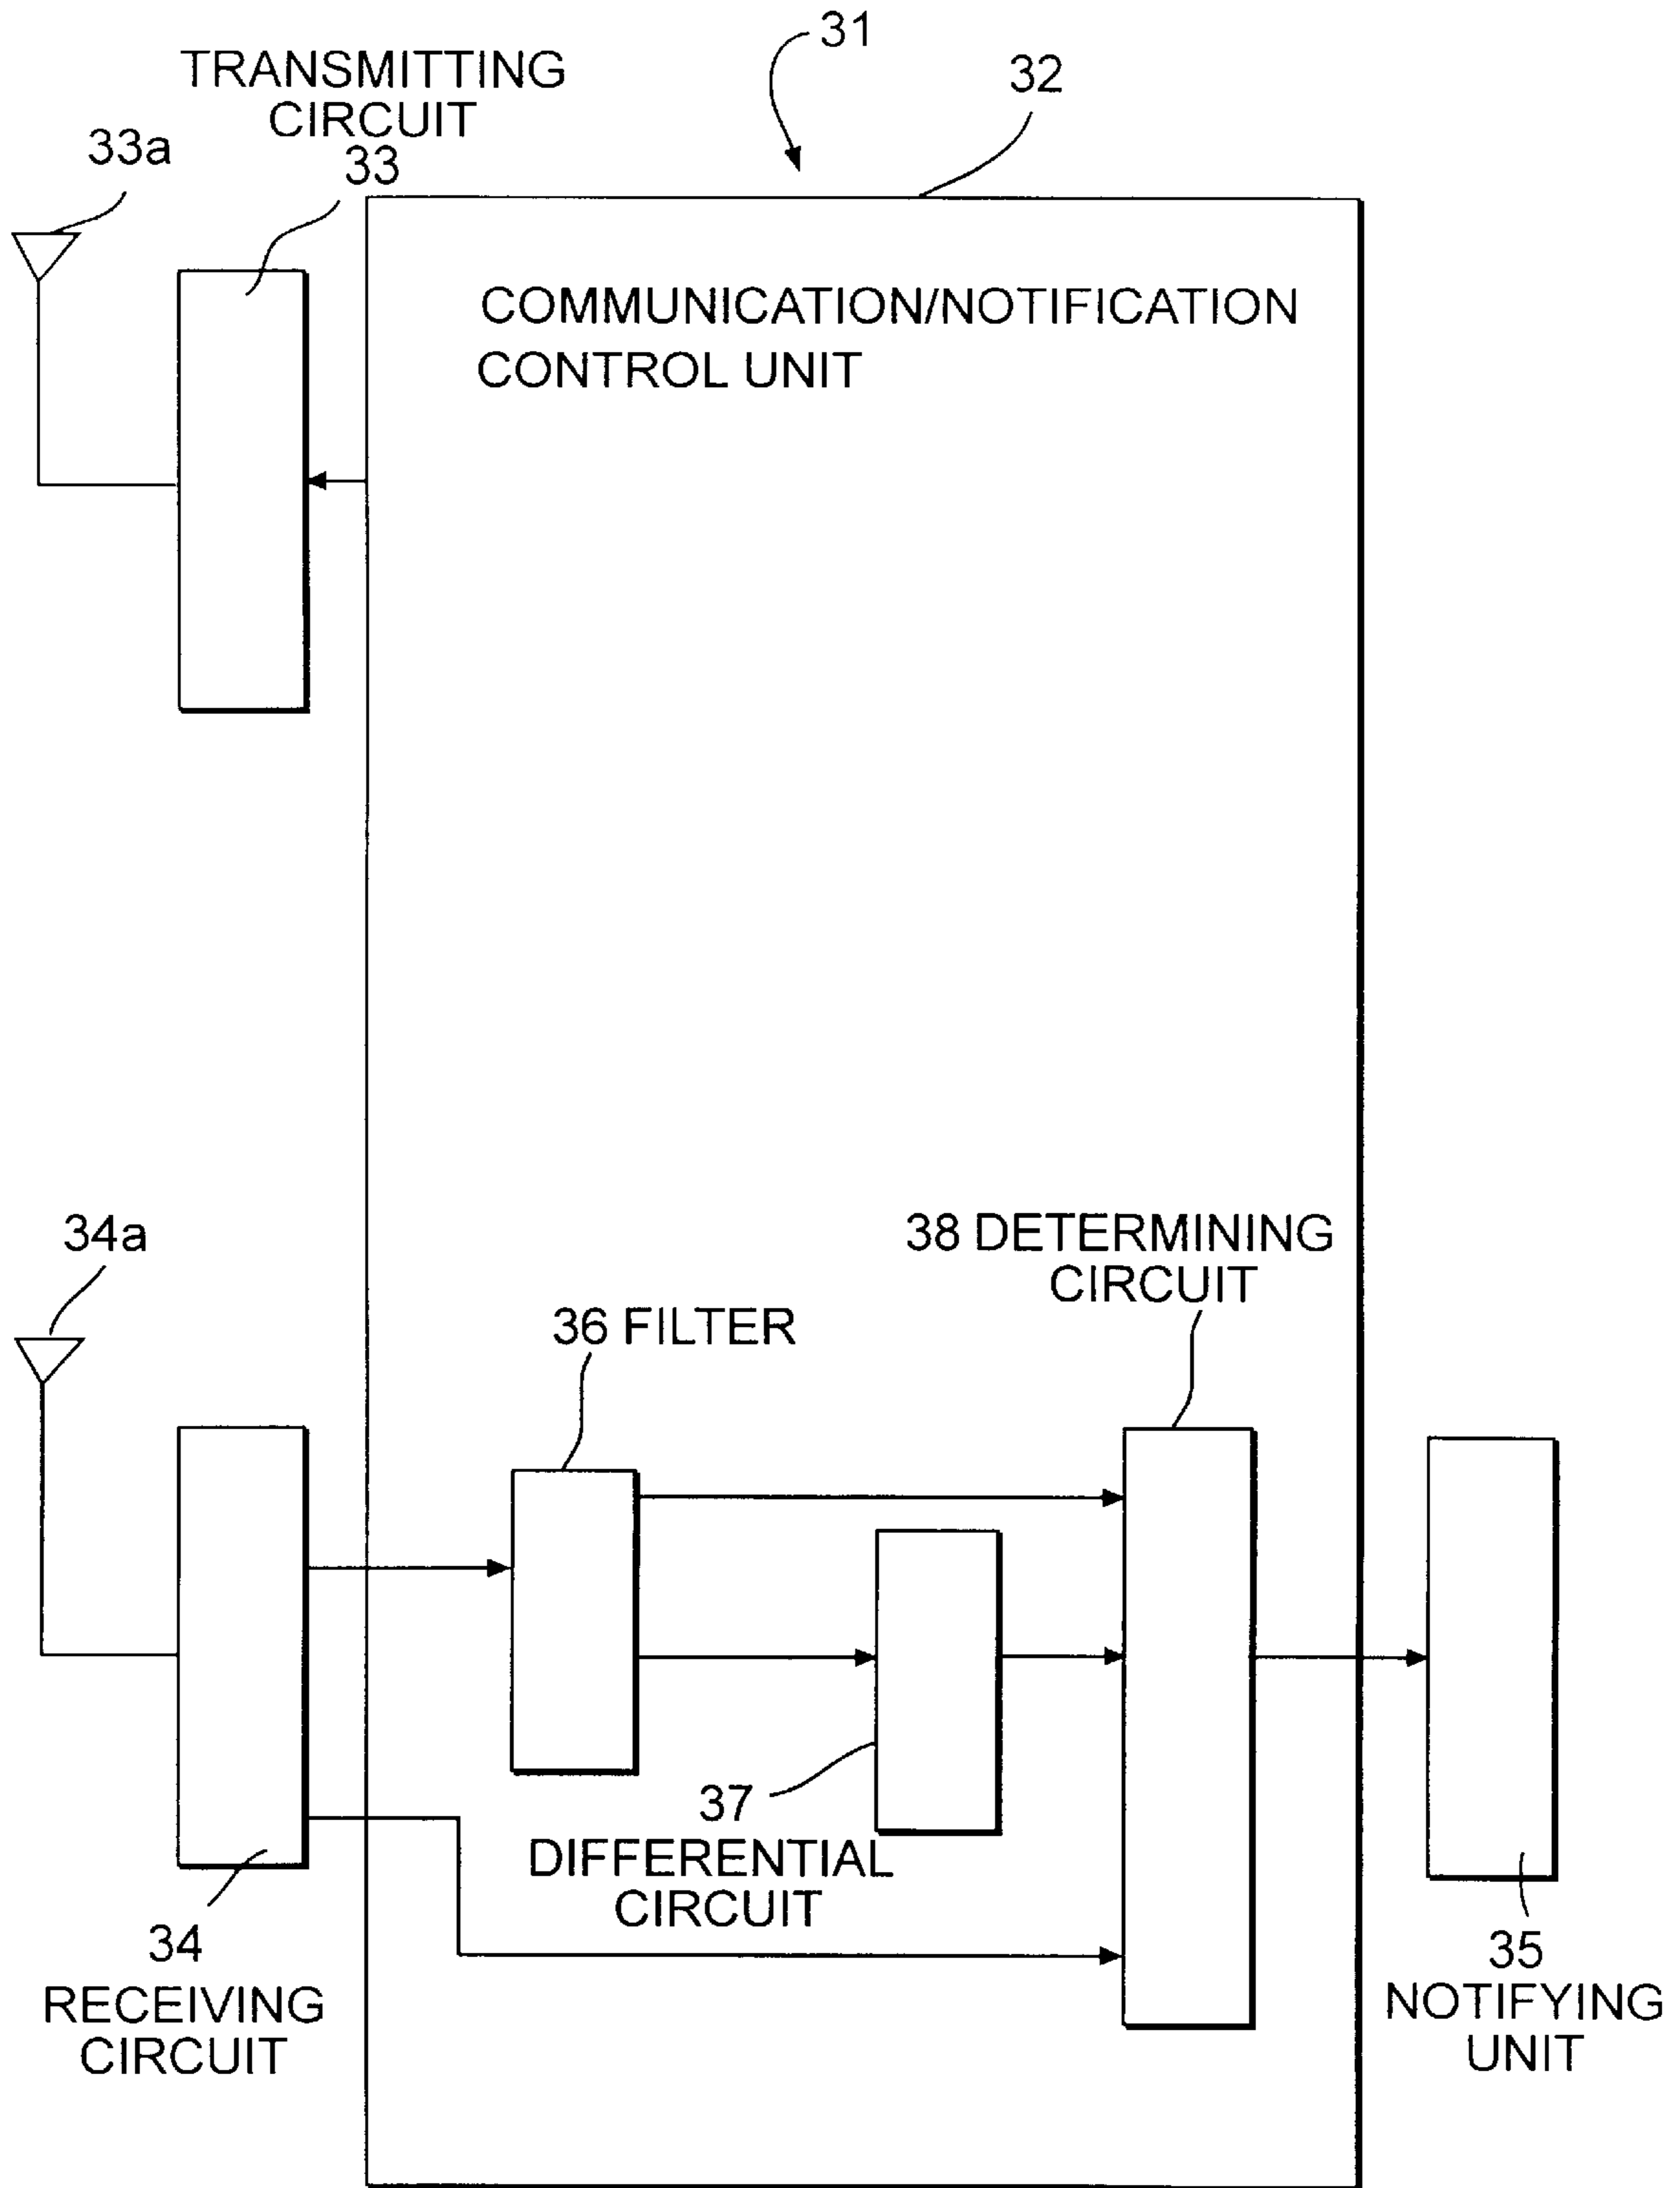 31
32
TRANSMITTING
CIRCUIT
33
33a
COMMUNICATION/NOTIFICATION
CONTROL UNIT
34a
38 DETERMINING
CIRCUIT
36 FILTER
37
DIFFERENTIAL
CIRCUIT
34
RECEIVING
CIRCUIT
35
NOTIFYING
UNIT